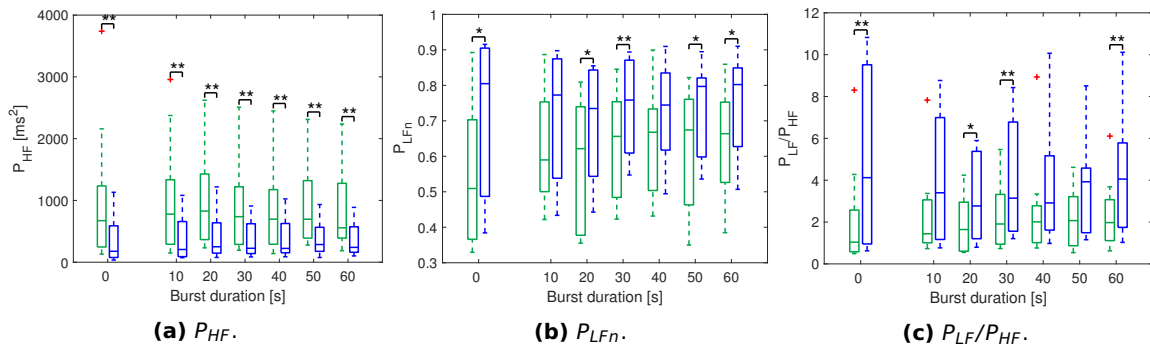 ** ** ** ** ** ** **
4000
3000
2000
1000
0
P_HF [ms²]
0 10 20 30 40 50 60
Burst duration [s]
(a) P_HF.
* * ** * *
1
0.9
0.8
0.7
0.6
0.5
0.4
0.3
P_LFn
0 10 20 30 40 50 60
Burst duration [s]
(b) P_LFn.
** * ** **
12
10
8
6
4
2
0
P_LF/P_HF
0 10 20 30 40 50 60
Burst duration [s]
(c) P_LF/P_HF.